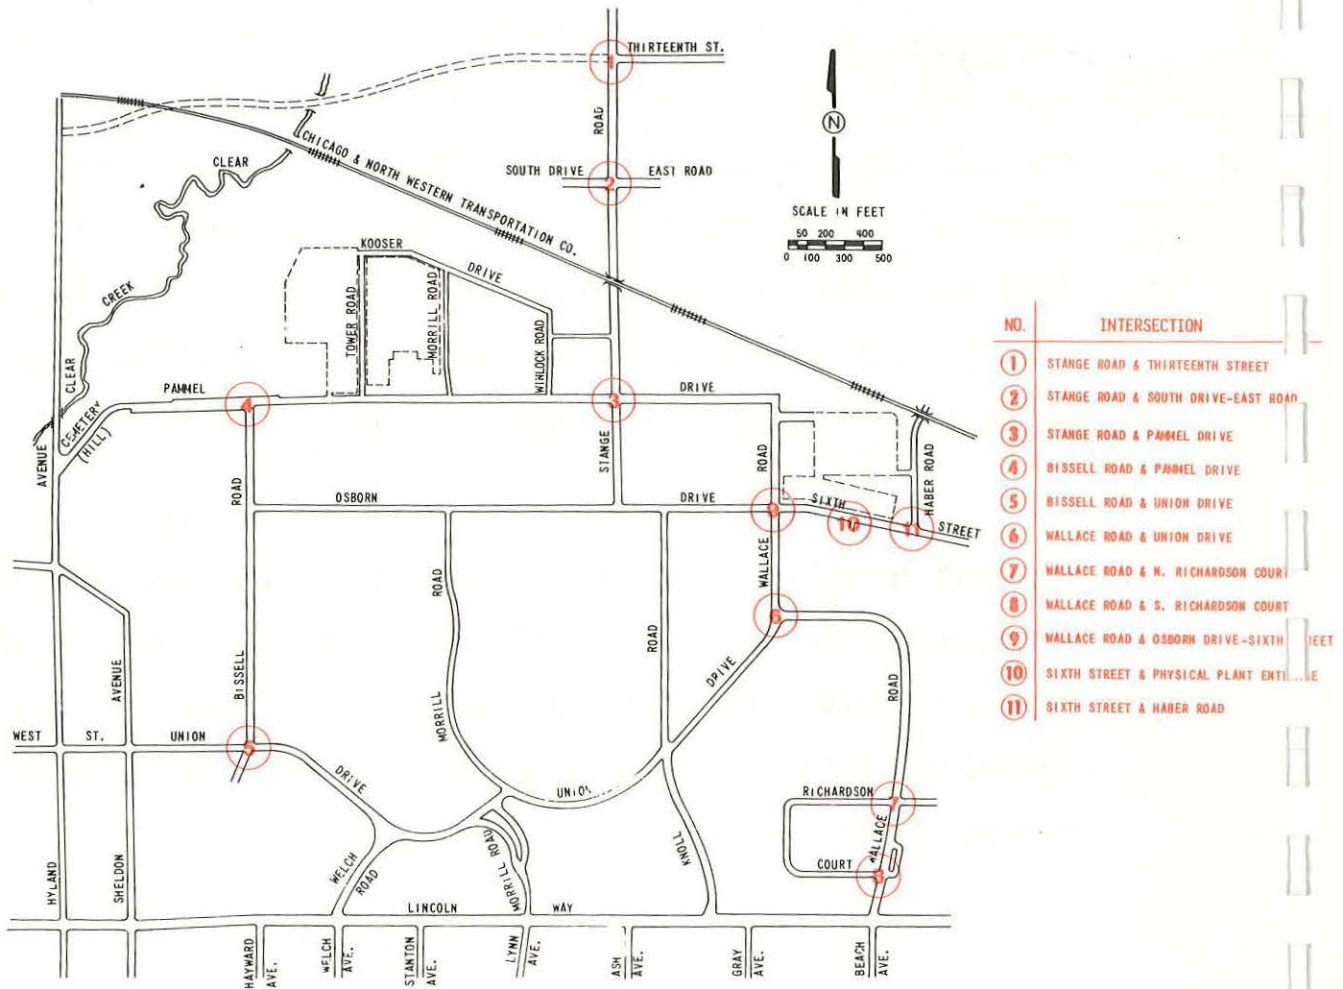 THIRTEENTH ST.
1
ROAD
N
CLEAR
CHICAGO & NORTH WESTERN TRANSPORTATION CO.
SOUTH DRIVE
2
EAST ROAD
SCALE IN FEET
50 200 400
0 100 300 500
KOOSER
DRIVE
CREEK
TOWER ROAD
MORRILL ROAD
WINLOCK ROAD
CLEAR
PAMMEL
4
3
DRIVE
CEMETERY
(HILL)
AVENUE
ROAD
STANGE
ROAD
HABER ROAD
OSBORN
DRIVE
9
SIXTH
10
11
STREET
WALLACE
ROAD
ROAD
6
AVENUE
BISSELL
MORRILL
DRIVE
ROAD
WEST ST.
UNION
5
DRIVE
UNION
RICHARDSON
7
WALLACE
COURT
8
HYLAND
SHELDON
WELCH
ROAD
MORRILL ROAD
KNOLL
LINCOLN WAY
HAYWARD AVE.
WELCH AVE.
STANTON AVE.
LYNN AVE.
ASH AVE.
GRAY AVE.
BEACH AVE.
NO. INTERSECTION
1 STANGE ROAD & THIRTEENTH STREET
2 STANGE ROAD & SOUTH DRIVE-EAST ROAD
3 STANGE ROAD & PAMMEL DRIVE
4 BISSELL ROAD & PAMMEL DRIVE
5 BISSELL ROAD & UNION DRIVE
6 WALLACE ROAD & UNION DRIVE
7 WALLACE ROAD & N. RICHARDSON COURT
8 WALLACE ROAD & S. RICHARDSON COURT
9 WALLACE ROAD & OSBORN DRIVE-SIXTH
10 SIXTH STREET & PHYSICAL PLANT
11 SIXTH STREET & HABER ROAD